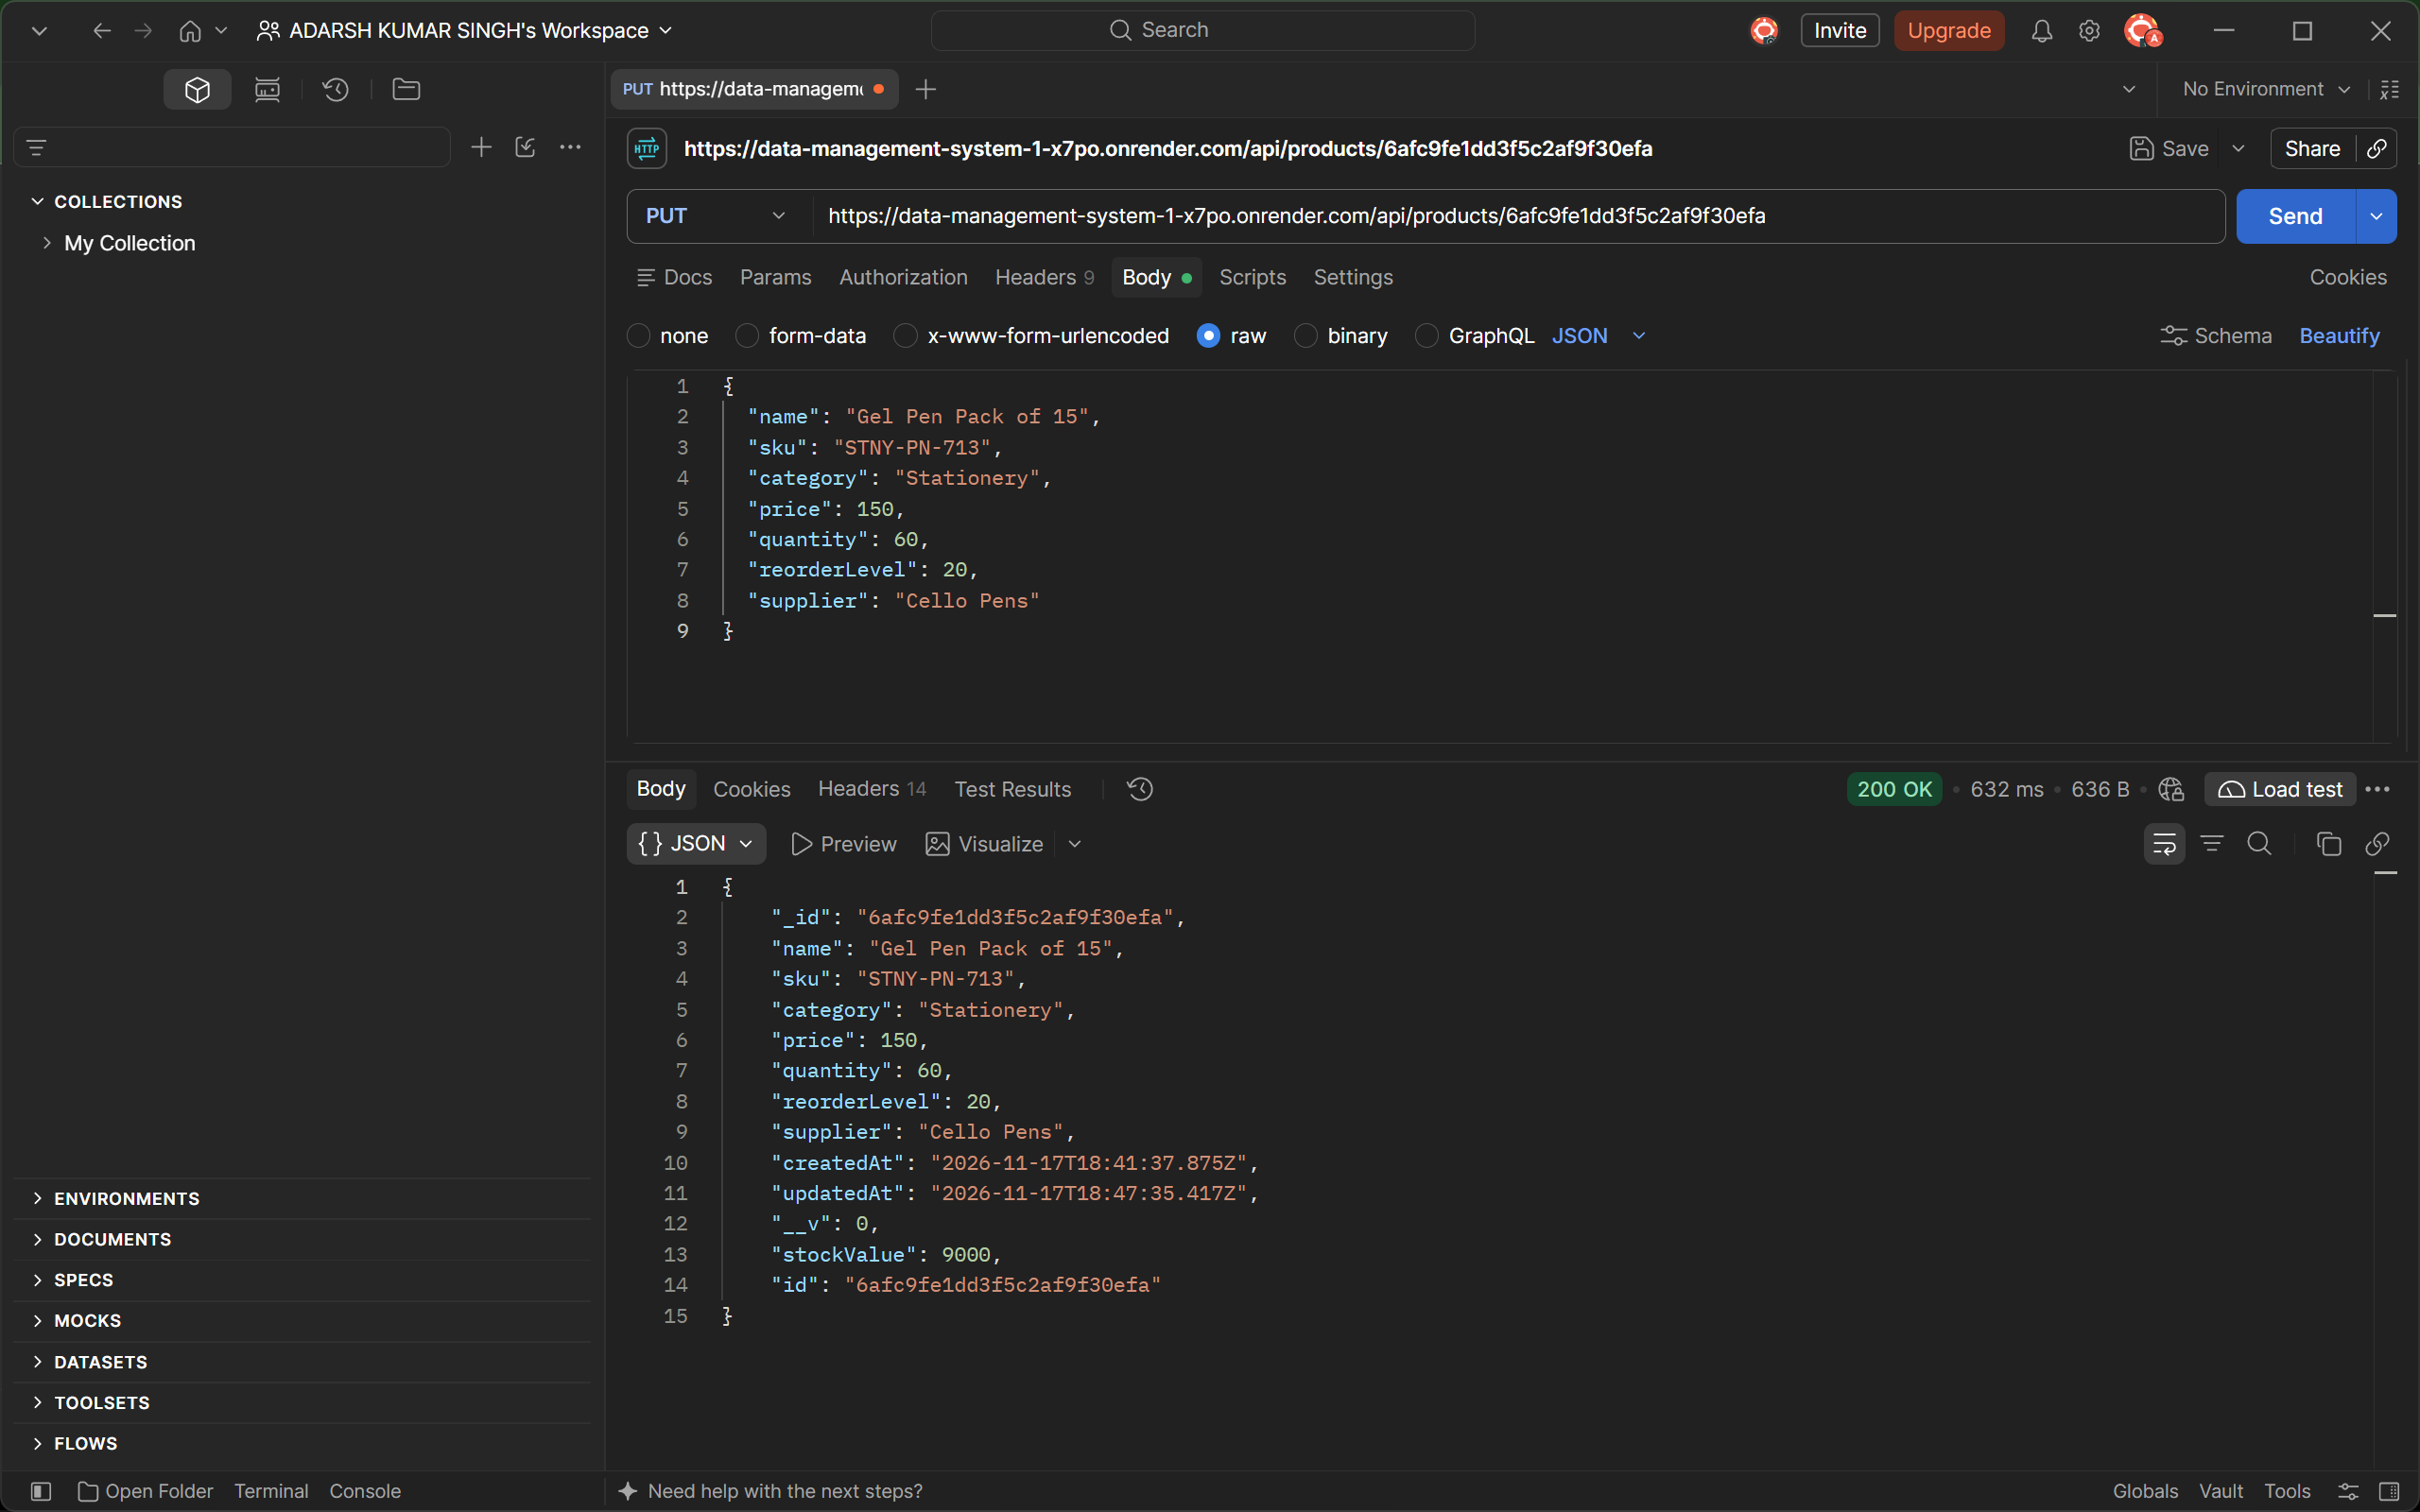 ADARSH KUMAR SINGH's Workspace
Search
Invite
Upgrade
PUT https://data-managem
No Environment
COLLECTIONS
My Collection
HTTP
https://data-management-system-1-x7po.onrender.com/api/products/6afc9fe1dd3f5c2af9f30efa
Save
Share
PUT
https://data-management-system-1-x7po.onrender.com/api/products/6afc9fe1dd3f5c2af9f30efa
Send
Docs Params Authorization Headers 9 Body Scripts Settings Cookies
none form-data x-www-form-urlencoded raw binary GraphQL JSON Schema Beautify
1 {
2 "name": "Gel Pen Pack of 15",
3 "sku": "STNY-PN-713",
4 "category": "Stationery",
5 "price": 150,
6 "quantity": 60,
7 "reorderLevel": 20,
8 "supplier": "Cello Pens"
9 }
Body Cookies Headers 14 Test Results 200 OK • 632 ms • 636 B • Load test
{} JSON Preview Visualize
1 {
2 "_id": "6afc9fe1dd3f5c2af9f30efa",
3 "name": "Gel Pen Pack of 15",
4 "sku": "STNY-PN-713",
5 "category": "Stationery",
6 "price": 150,
7 "quantity": 60,
8 "reorderLevel": 20,
9 "supplier": "Cello Pens",
10 "createdAt": "2026-11-17T18:41:37.875Z",
11 "updatedAt": "2026-11-17T18:47:35.417Z",
12 "__v": 0,
13 "stockValue": 9000,
14 "id": "6afc9fe1dd3f5c2af9f30efa"
15 }
ENVIRONMENTS
DOCUMENTS
SPECS
MOCKS
DATASETS
TOOLSETS
FLOWS
Open Folder Terminal Console
Need help with the next steps?
Globals Vault Tools